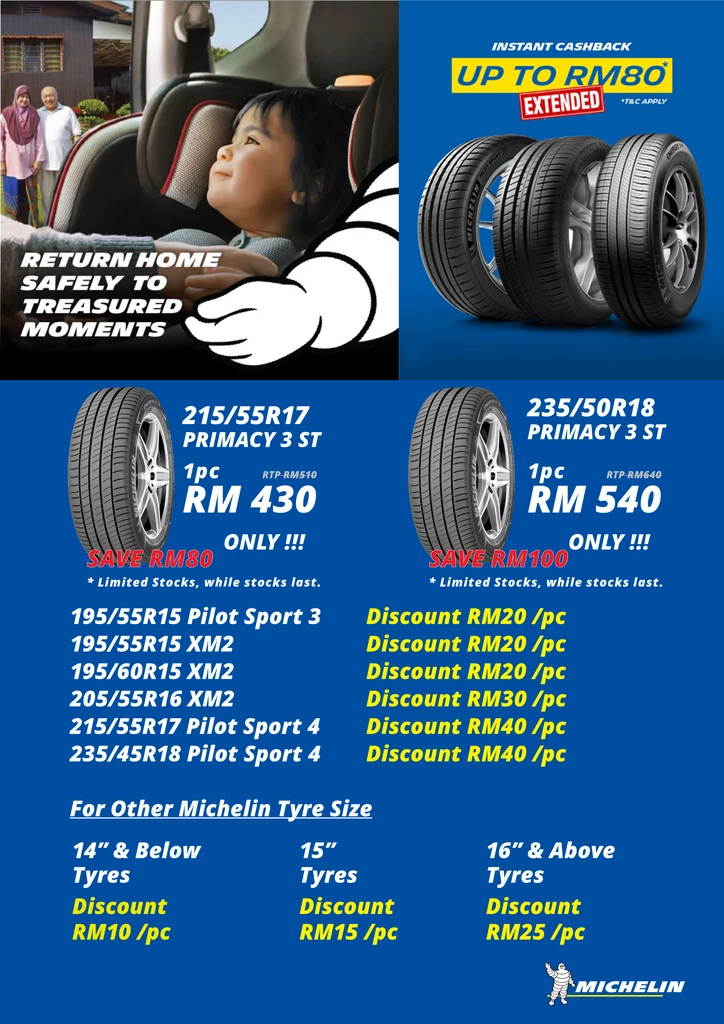 RETURN HOME
SAFELY TO
TREASURED
MOMENTS
INSTANT CASHBACK
UP TO RM80*
EXTENDED
*T&C APPLY
MICHELIN
215/55R17
PRIMACY 3 ST
1pc
RTP RM510
RM 430
ONLY !!!
SAVE RM80
* Limited Stocks, while stocks last.
235/50R18
PRIMACY 3 ST
1pc
RTP RM640
RM 540
ONLY !!!
SAVE RM100
* Limited Stocks, while stocks last.
195/55R15 Pilot Sport 3 Discount RM20 /pc
195/55R15 XM2 Discount RM20 /pc
195/60R15 XM2 Discount RM20 /pc
205/55R16 XM2 Discount RM30 /pc
215/55R17 Pilot Sport 4 Discount RM40 /pc
235/45R18 Pilot Sport 4 Discount RM40 /pc
For Other Michelin Tyre Size
14” & Below
Tyres
Discount
RM10 /pc
15”
Tyres
Discount
RM15 /pc
16” & Above
Tyres
Discount
RM25 /pc
MICHELIN